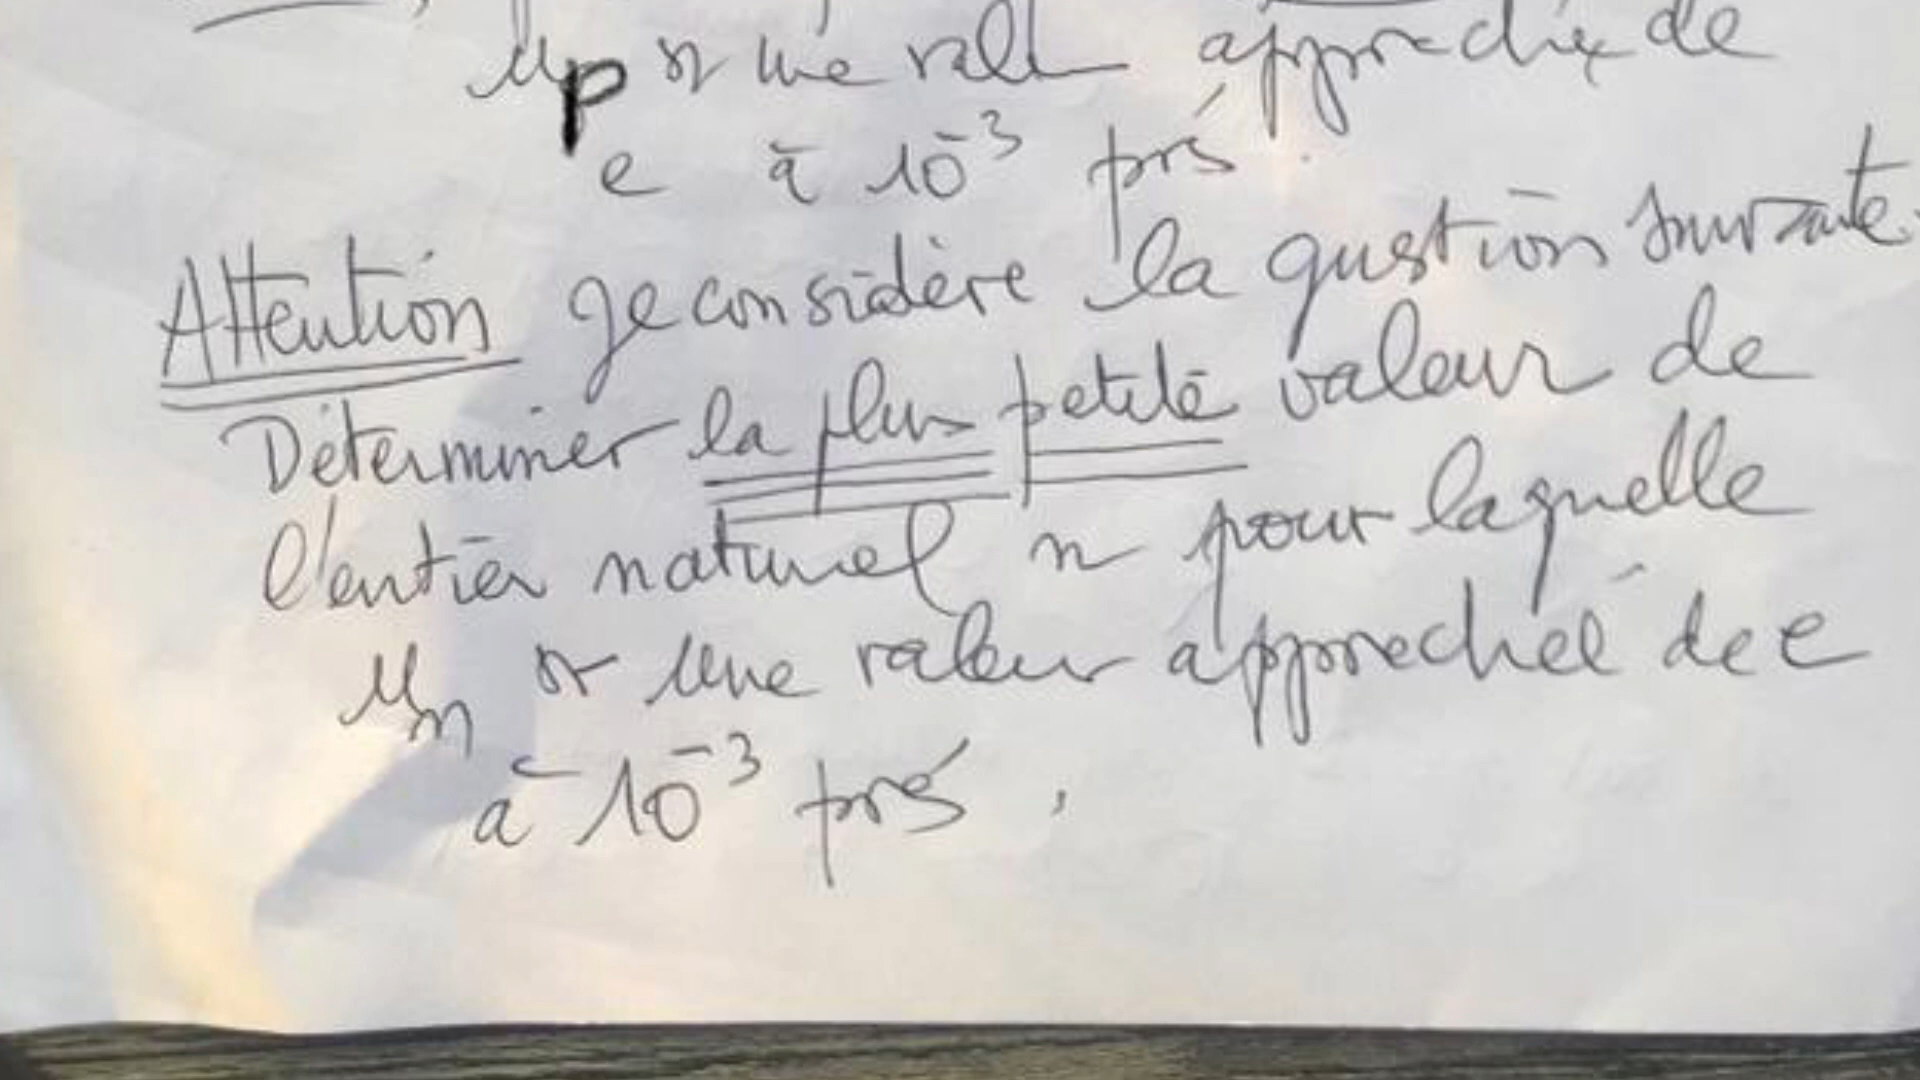 Up est une vall approchée de
e à 10^-3 près.
Attention je considère la question suivante.
Déterminer la plus petite valeur de
l'entier naturel n pour laquelle
Un est une valeur approchée de e
à 10^-3 près,